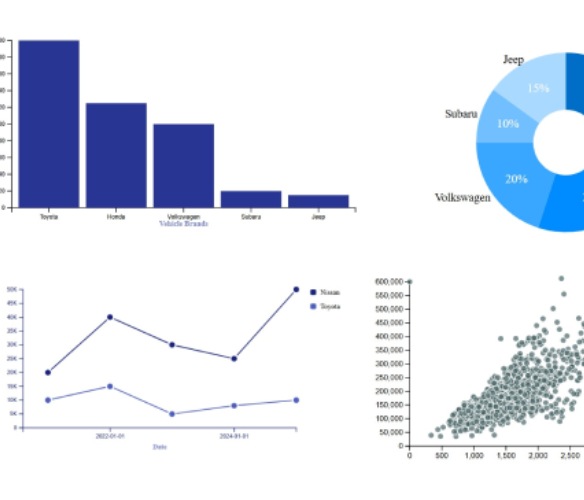 Toyota Honda Volkswagen Subaru Jeep
Vehicle Brands
Jeep
15%
Subaru
10%
20%
Volkswagen
50K
45K
40K
35K
30K
25K
20K
15K
10K
5K
0
2022-01-01 2024-01-01
Date
Nissan
Toyota
600,000
550,000
500,000
450,000
400,000
350,000
300,000
250,000
200,000
150,000
100,000
50,000
0
0 500 1,000 1,500 2,000 2,500